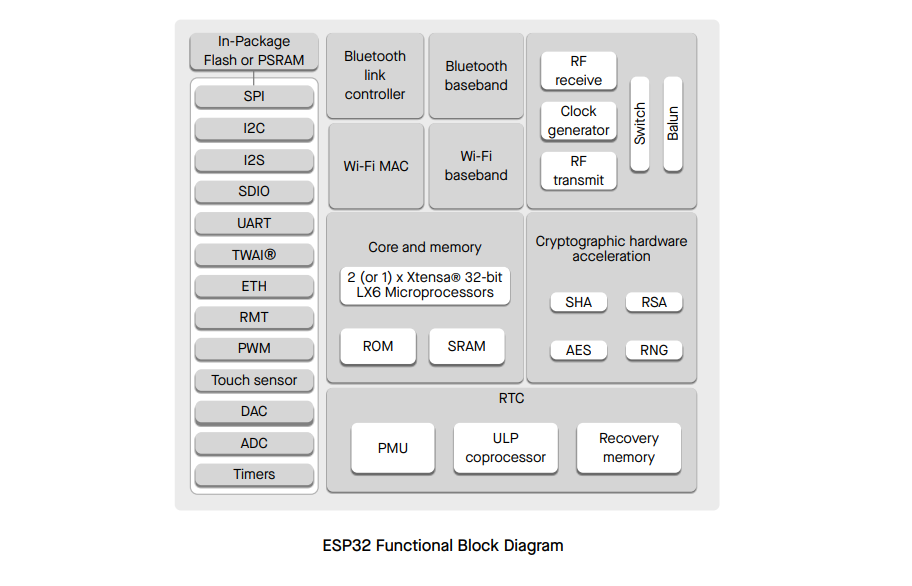 In-Package
Flash or PSRAM
SPI
I2C
I2S
SDIO
UART
TWAI®
ETH
RMT
PWM
Touch sensor
DAC
ADC
Timers
Bluetooth
link
controller
Bluetooth
baseband
Wi-Fi MAC
Wi-Fi
baseband
RF
receive
Clock
generator
RF
transmit
Switch
Balun
Core and memory
2 (or 1) x Xtensa® 32-bit
LX6 Microprocessors
ROM
SRAM
Cryptographic hardware
acceleration
SHA
RSA
AES
RNG
RTC
PMU
ULP
coprocessor
Recovery
memory
ESP32 Functional Block Diagram